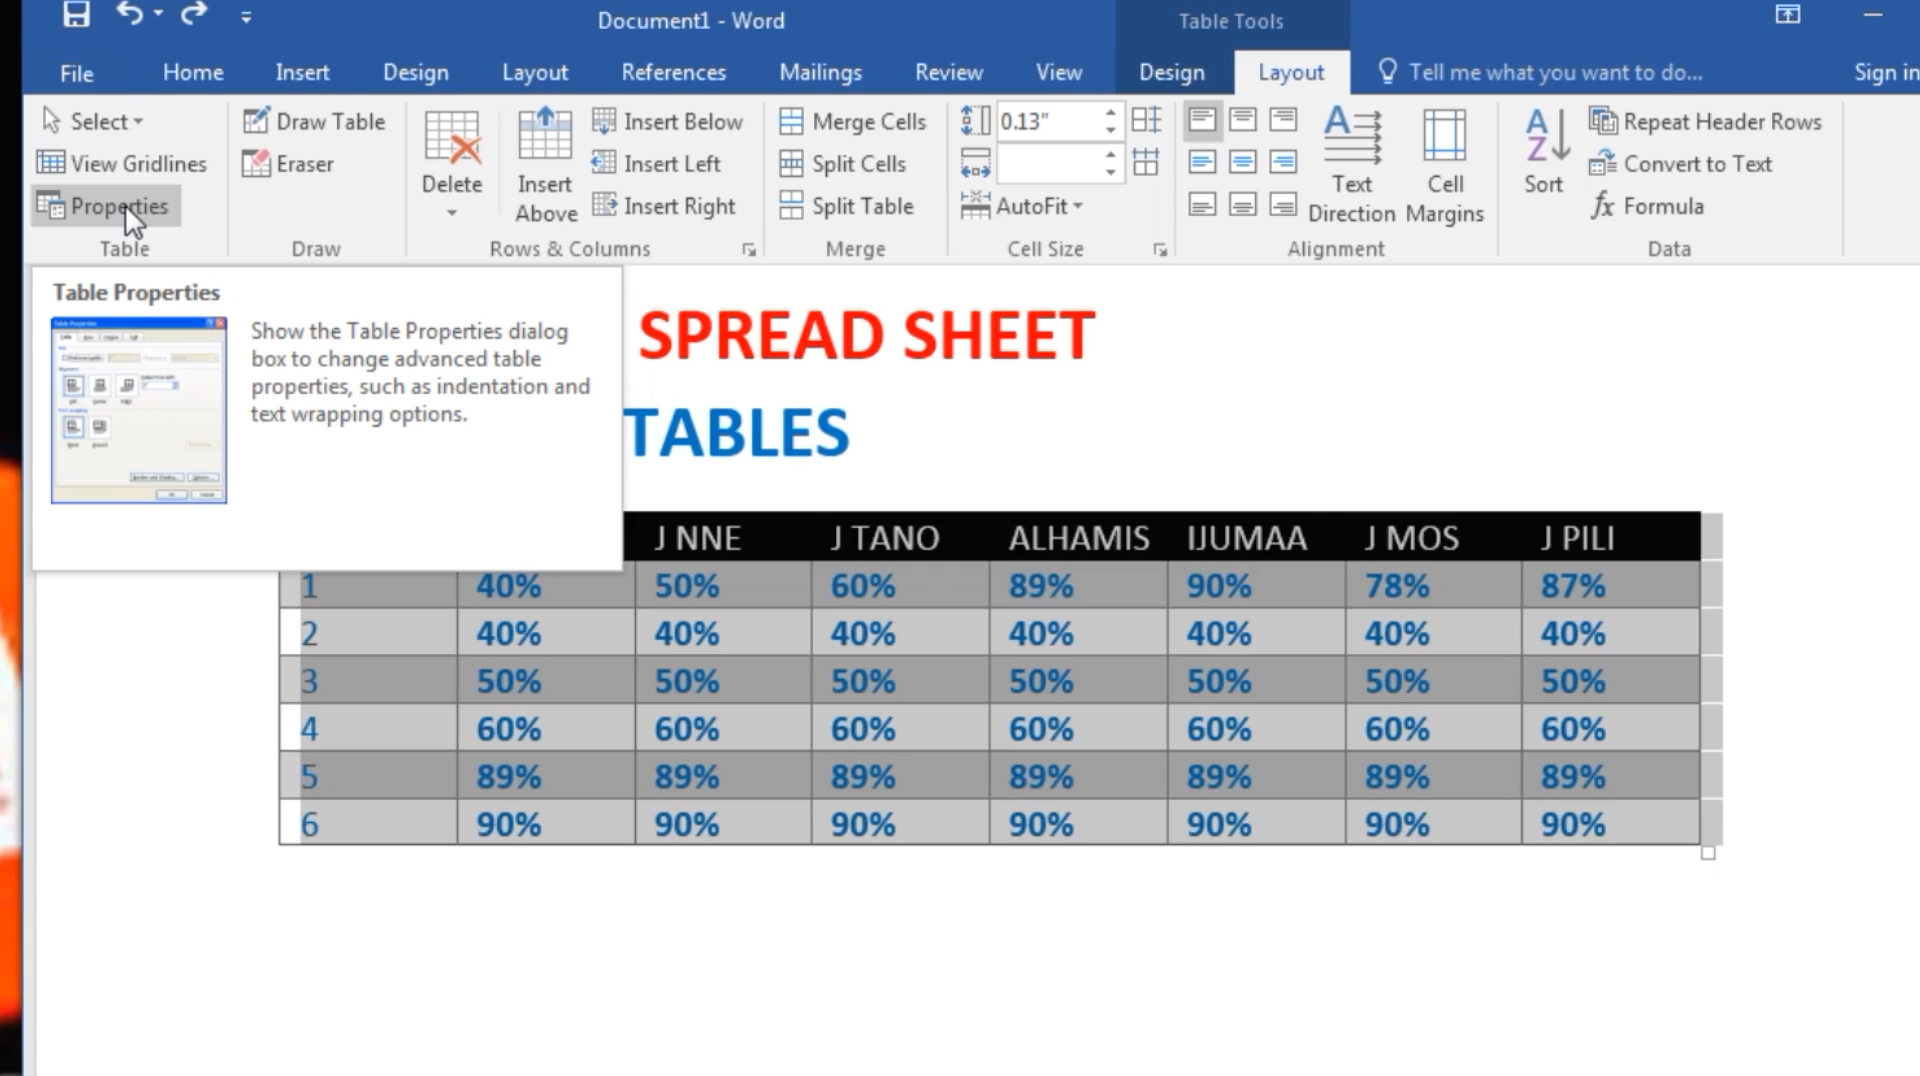 Document1 - Word
Table Tools
File Home Insert Design Layout References Mailings Review View Design Layout Tell me what you want to do... Sign in
Select
View Gridlines
Properties
Table
Draw Table
Eraser
Draw
Delete
Insert
Above
Insert Below
Insert Left
Insert Right
Rows & Columns
Merge Cells
Split Cells
Split Table
Merge
0.13"
AutoFit
Cell Size
Text
Direction
Cell
Margins
Alignment
A
Z
Sort
Repeat Header Rows
Convert to Text
fx Formula
Data
Table Properties
Show the Table Properties dialog
box to change advanced table
properties, such as indentation and
text wrapping options.
SPREAD SHEET
TABLES
J NNE J TANO ALHAMIS IJUMAA J MOS J PILI
1 40% 50% 60% 89% 90% 78% 87%
2 40% 40% 40% 40% 40% 40% 40%
3 50% 50% 50% 50% 50% 50% 50%
4 60% 60% 60% 60% 60% 60% 60%
5 89% 89% 89% 89% 89% 89% 89%
6 90% 90% 90% 90% 90% 90% 90%